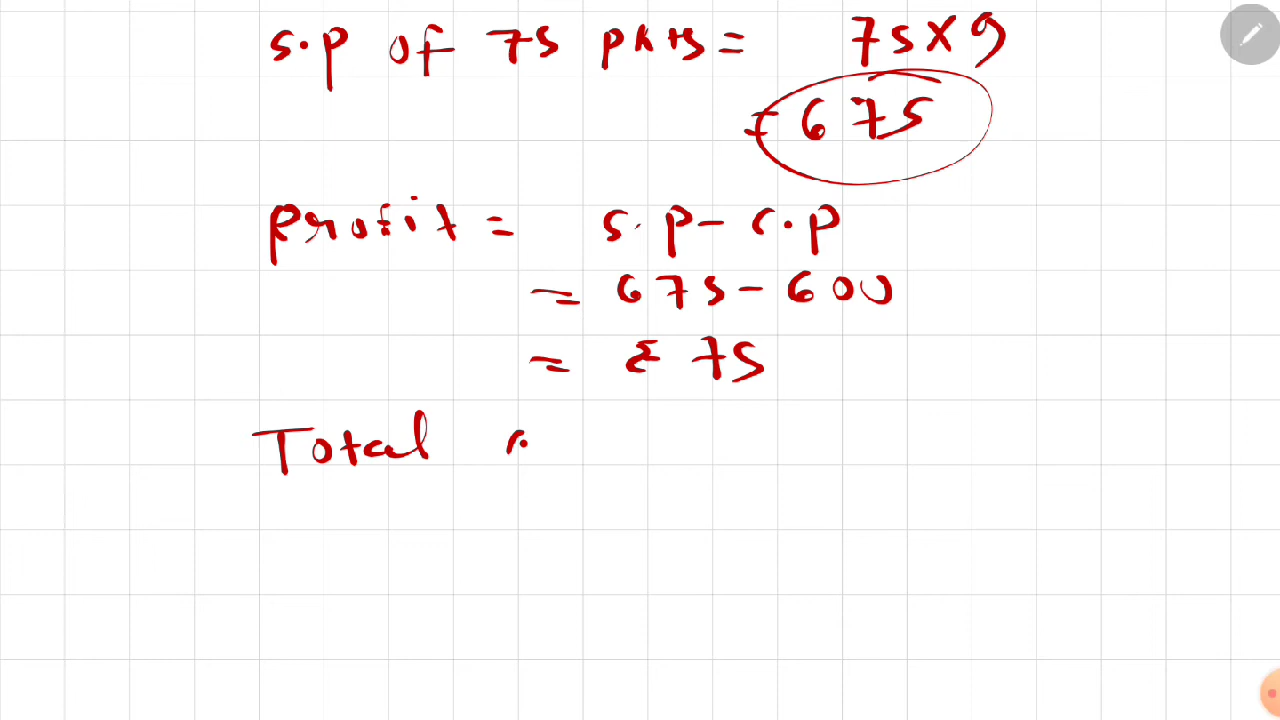 s.p of 75 pkts = 75×9
= 675
profit = s.p - c.p
= 675 - 600
= ₹ 75
Total